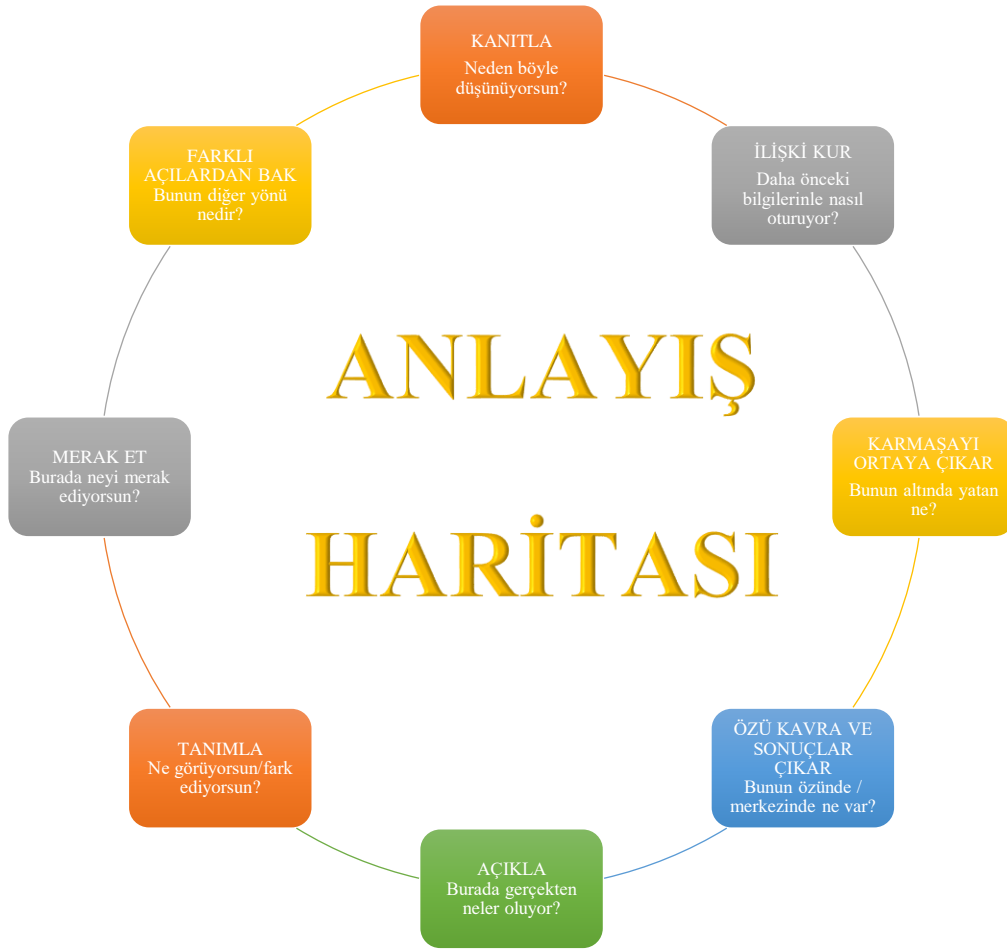 KANITLA
Neden böyle
düşünüyorsun?
İLİŞKİ KUR
Daha önceki
bilgilerinle nasıl
oturuyor?
KARMAŞAYI
ORTAYA ÇIKAR
Bunun altında yatan
ne?
ÖZÜ KAVRA VE
SONUÇLAR
ÇIKAR
Bunun özünde /
merkezinde ne var?
AÇIKLA
Burada gerçekten
neler oluyor?
TANIMLA
Ne görüyorsun/fark
ediyorsun?
MERAK ET
Burada neyi merak
ediyorsun?
FARKLI
AÇILARDAN BAK
Bunun diğer yönü
nedir?
ANLAYIŞ
HARİTASI